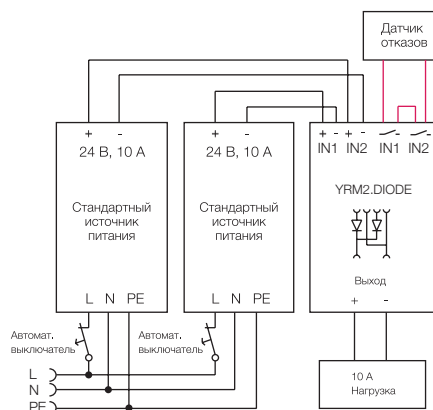 Датчик
отказов
+ -
24 В, 10 А
Стандартный
источник
питания
L N PE
+ -
24 В, 10 А
Стандартный
источник
питания
L N PE
+ - + -
IN1 IN2 IN1 IN2
YRM2.DIODE
Выход
+ -
10 А
Нагрузка
Автомат.
выключатель
Автомат.
выключатель
L
N
PE